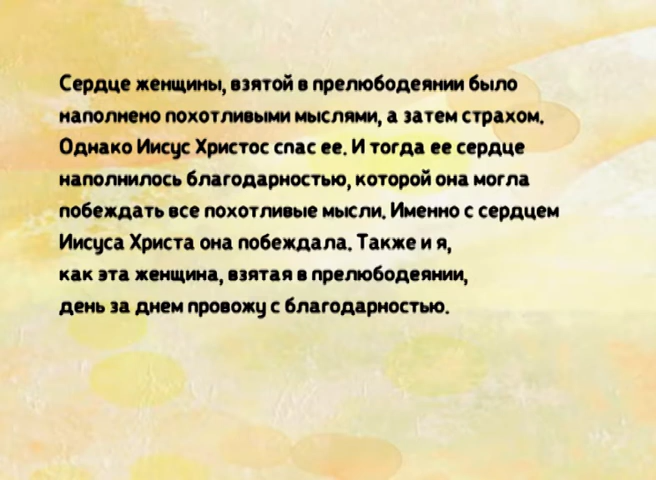 Сердце женщины, взятой в прелюбодеянии было
наполнено похотливыми мыслями, а затем страхом.
Однако Иисус Христос спас ее. И тогда ее сердце
наполнилось благодарностью, которой она могла
побеждать все похотливые мысли. Именно с сердцем
Иисуса Христа она побеждала. Также и я,
как эта женщина, взятая в прелюбодеянии,
день за днем провожу с благодарностью.